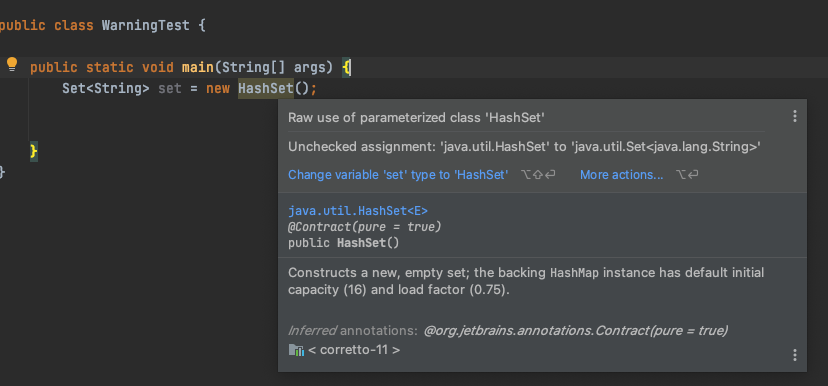 public class WarningTest {
public static void main(String[] args) {
Set<String> set = new HashSet();
Raw use of parameterized class 'HashSet'
Unchecked assignment: 'java.util.HashSet' to 'java.util.Set<java.lang.String>'
Change variable 'set' type to 'HashSet' ⌥⇧⏎ More actions... ⌥⏎
java.util.HashSet<E>
@Contract(pure = true)
public HashSet()
Constructs a new, empty set; the backing HashMap instance has default initial
capacity (16) and load factor (0.75).
Inferred annotations: @org.jetbrains.annotations.Contract(pure = true)
< corretto-11 >
}
}